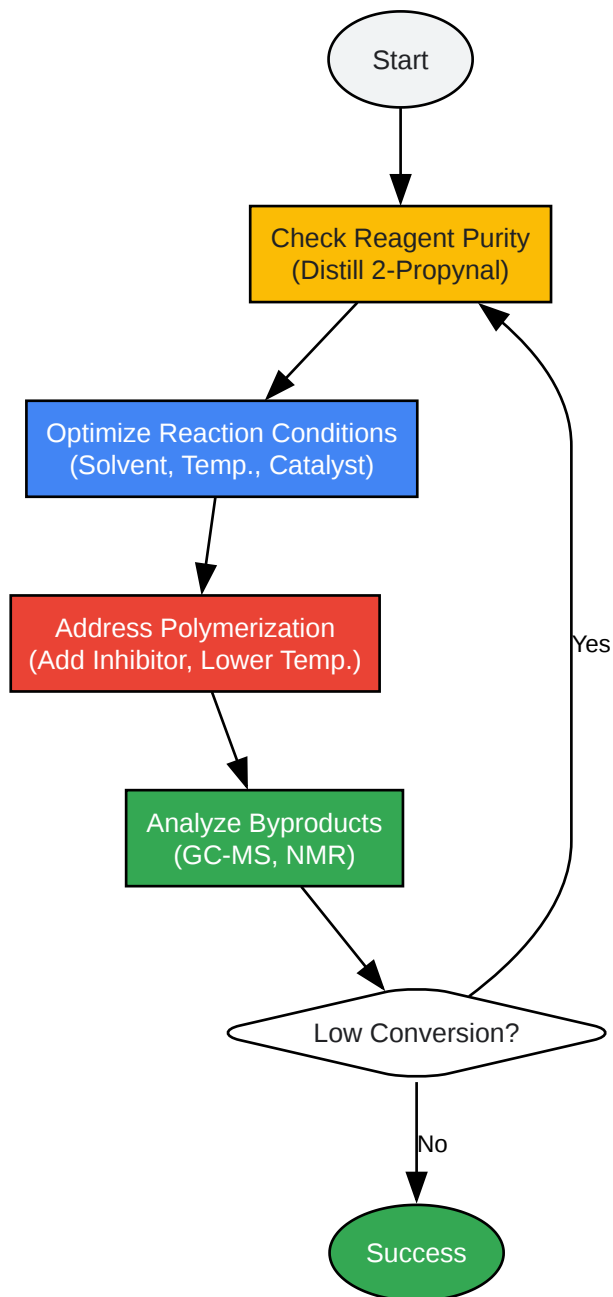 Start
Check Reagent Purity
(Distill 2-Propynal)
Optimize Reaction Conditions
(Solvent, Temp., Catalyst)
Address Polymerization
(Add Inhibitor, Lower Temp.)
Yes
Analyze Byproducts
(GC-MS, NMR)
Low Conversion?
No
Success